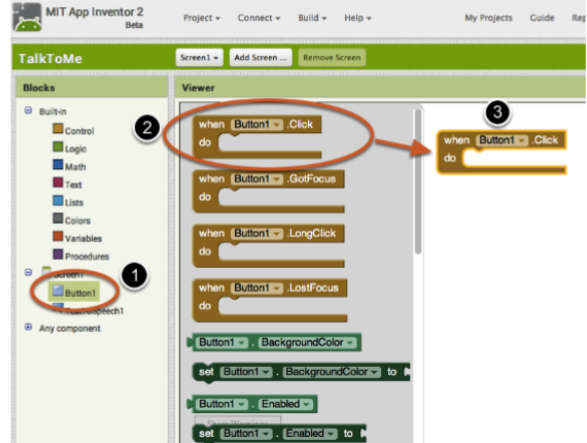 MIT App Inventor 2
Beta
Project Connect Build Help My Projects Guide
TalkToMe
Screen1 Add Screen ... Remove Screen
Blocks
Viewer
Built-in
Control
Logic
Math
Text
Lists
Colors
Variables
Procedures
Screen1
Button1
TextToSpeech1
Any component
1
2
when Button1 .Click
do
when Button1 .GotFocus
do
when Button1 .LongClick
do
when Button1 .LostFocus
do
Button1 . BackgroundColor
set Button1 . BackgroundColor to
Button1 . Enabled
set Button1 . Enabled to
3
when Button1 .Click
do